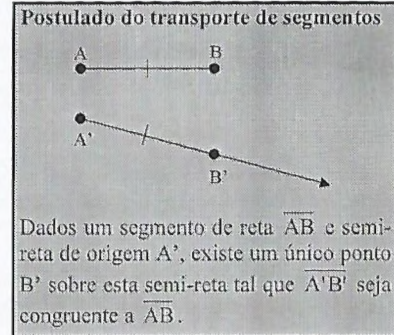 Postulado do transporte de segmentos
A B
A'
B'
Dados um segmento de reta AB e semi-
reta de origem A', existe um único ponto
B' sobre esta semi-reta tal que A'B' seja
congruente a AB.